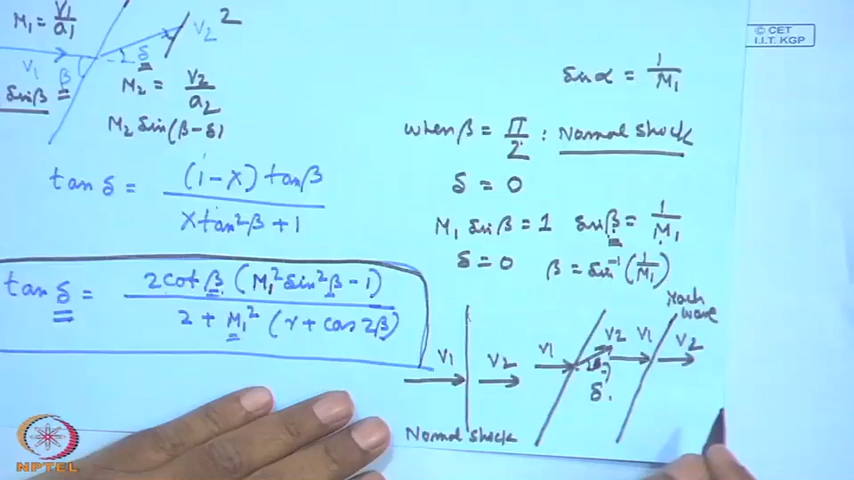 © CET
I.I.T. KGP
M₁ = V₁/a₁
V₁
β
δ
V₂ 2
sinβ =
M₂ = V₂/a₂
M₂ sin(β-δ)
tan δ = (1-x) tanβ / xtan²β + 1
tan δ = 2cot β (M₁² sin²β - 1) / 2 + M₁² (γ + cos 2β)
sin α = 1/M₁
when β = π/2 : Normal shock
δ = 0
M₁ sinβ = 1 sinβ = 1/M₁
δ = 0 β = sin⁻¹(1/M₁)
V₁ V₂
Normal shock
V₁ V₂
δ
Mach
wave
V₁ V₂
NPTEL